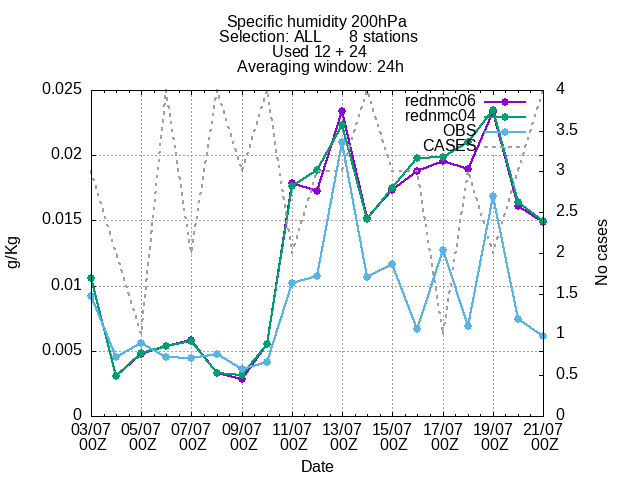 Specific humidity 200hPa
Selection: ALL 8 stations
Used 12 + 24
Averaging window: 24h
rednmc06
rednmc04
OBS
CASES
0.025
0.02
0.015
0.01
0.005
0
4
3.5
3
2.5
2
1.5
1
0.5
0
g/Kg
No cases
03/07 05/07 07/07 09/07 11/07 13/07 15/07 17/07 19/07 21/07
00Z 00Z 00Z 00Z 00Z 00Z 00Z 00Z 00Z 00Z
Date